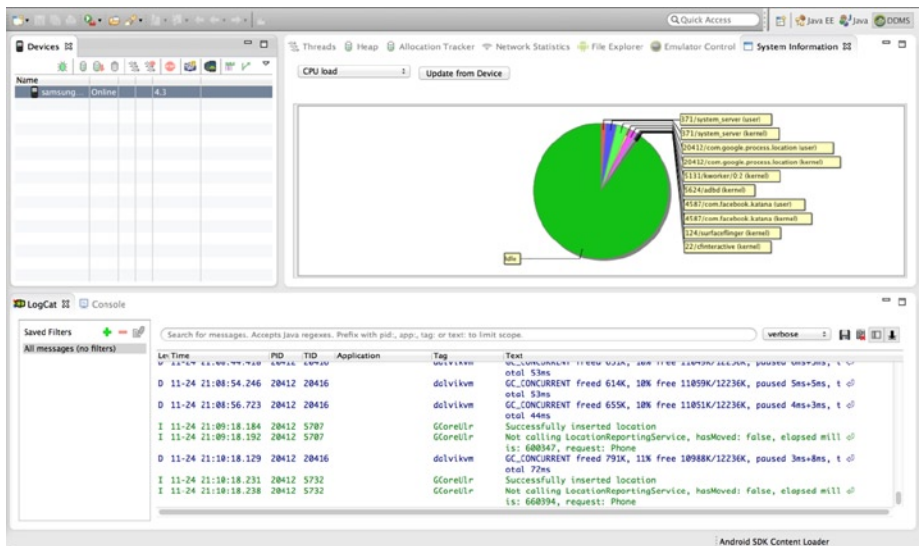 Quick Access
Java EE
Java
DDMS
Devices
Threads
Heap
Allocation Tracker
Network Statistics
File Explorer
Emulator Control
System Information
Name
samsung... Online 4.3
CPU load
Update from Device
371/system_server (user)
371/system_server (kernel)
20412/com.google.process.location (user)
20412/com.google.process.location (kernel)
5131/kworker/0:2 (kernel)
5624/adbd (kernel)
4587/com.facebook.katana (user)
4587/com.facebook.katana (kernel)
124/surfaceflinger (kernel)
22/cfinteractive (kernel)
Idle
LogCat
Console
Saved Filters
All messages (no filters)
Search for messages. Accepts Java regexes. Prefix with pid:, app:, tag: or text: to limit scope.
verbose
Le Time PID TID Application Tag Text
otal 53ms
D 11-24 21:08:54.246 20412 20416 dalvikvm GC_CONCURRENT freed 614K, 10% free 11059K/12236K, paused 5ms+5ms, t
otal 53ms
D 11-24 21:08:56.723 20412 20416 dalvikvm GC_CONCURRENT freed 655K, 10% free 11051K/12236K, paused 4ms+3ms, t
otal 44ms
I 11-24 21:09:18.184 20412 5707 GCoreUlr Successfully inserted location
I 11-24 21:09:18.192 20412 5707 GCoreUlr Not calling LocationReportingService, hasMoved: false, elapsed mill
is: 600347, request: Phone
D 11-24 21:10:18.129 20412 20416 dalvikvm GC_CONCURRENT freed 791K, 11% free 10988K/12236K, paused 3ms+8ms, t
otal 72ms
I 11-24 21:10:18.231 20412 5732 GCoreUlr Successfully inserted location
I 11-24 21:10:18.238 20412 5732 GCoreUlr Not calling LocationReportingService, hasMoved: false, elapsed mill
is: 660394, request: Phone
Android SDK Content Loader